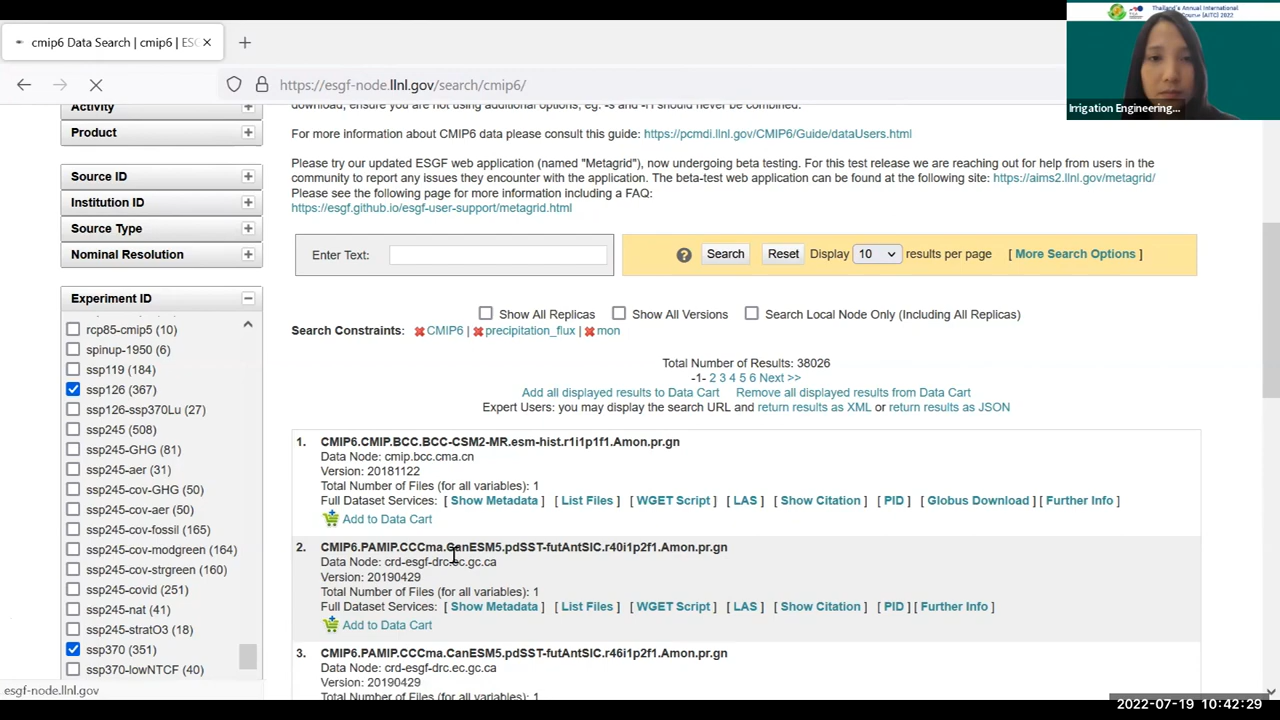 cmip6 Data Search | cmip6 | ESG
https://esgf-node.llnl.gov/search/cmip6/
Thailand's Annual International
Course (AITC) 2022
Irrigation Engineering...
Activity
Product
Source ID
Institution ID
Source Type
Nominal Resolution
Experiment ID
rcp85-cmip5 (10)
spinup-1950 (6)
ssp119 (184)
ssp126 (367)
ssp126-ssp370Lu (27)
ssp245 (508)
ssp245-GHG (81)
ssp245-aer (31)
ssp245-cov-GHG (50)
ssp245-cov-aer (50)
ssp245-cov-fossil (165)
ssp245-cov-modgreen (164)
ssp245-cov-strgreen (160)
ssp245-covid (251)
ssp245-nat (41)
ssp245-stratO3 (18)
ssp370 (351)
ssp370-lowNTCF (40)
esgf-node.llnl.gov
download, ensure you are not using additional options, eg. -s and -H should never be combined.
For more information about CMIP6 data please consult this guide: https://pcmdi.llnl.gov/CMIP6/Guide/dataUsers.html
Please try our updated ESGF web application (named "Metagrid"), now undergoing beta testing. For this test release we are reaching out for help from users in the
community to report any issues they encounter with the application. The beta-test web application can be found at the following site: https://aims2.llnl.gov/metagrid/
Please see the following page for more information including a FAQ:
https://esgf.github.io/esgf-user-support/metagrid.html
Enter Text:
? Search Reset Display 10 results per page [ More Search Options ]
Show All Replicas Show All Versions Search Local Node Only (Including All Replicas)
Search Constraints: CMIP6 | precipitation_flux | mon
Total Number of Results: 38026
-1- 2 3 4 5 6 Next >>
Add all displayed results to Data Cart Remove all displayed results from Data Cart
Expert Users: you may display the search URL and return results as XML or return results as JSON
1. CMIP6.CMIP.BCC.BCC-CSM2-MR.esm-hist.r1i1p1f1.Amon.pr.gn
Data Node: cmip.bcc.cma.cn
Version: 20181122
Total Number of Files (for all variables): 1
Full Dataset Services: [ Show Metadata ] [ List Files ] [ WGET Script ] [ LAS ] [ Show Citation ] [ PID ] [ Globus Download ] [ Further Info ]
Add to Data Cart
2. CMIP6.PAMIP.CCCma.CanESM5.pdSST-futAntSIC.r40i1p2f1.Amon.pr.gn
Data Node: crd-esgf-drc.ec.gc.ca
Version: 20190429
Total Number of Files (for all variables): 1
Full Dataset Services: [ Show Metadata ] [ List Files ] [ WGET Script ] [ LAS ] [ Show Citation ] [ PID ] [ Further Info ]
Add to Data Cart
3. CMIP6.PAMIP.CCCma.CanESM5.pdSST-futAntSIC.r46i1p2f1.Amon.pr.gn
Data Node: crd-esgf-drc.ec.gc.ca
Version: 20190429
Total Number of Files (for all variables): 1
2022-07-19 10:42:29